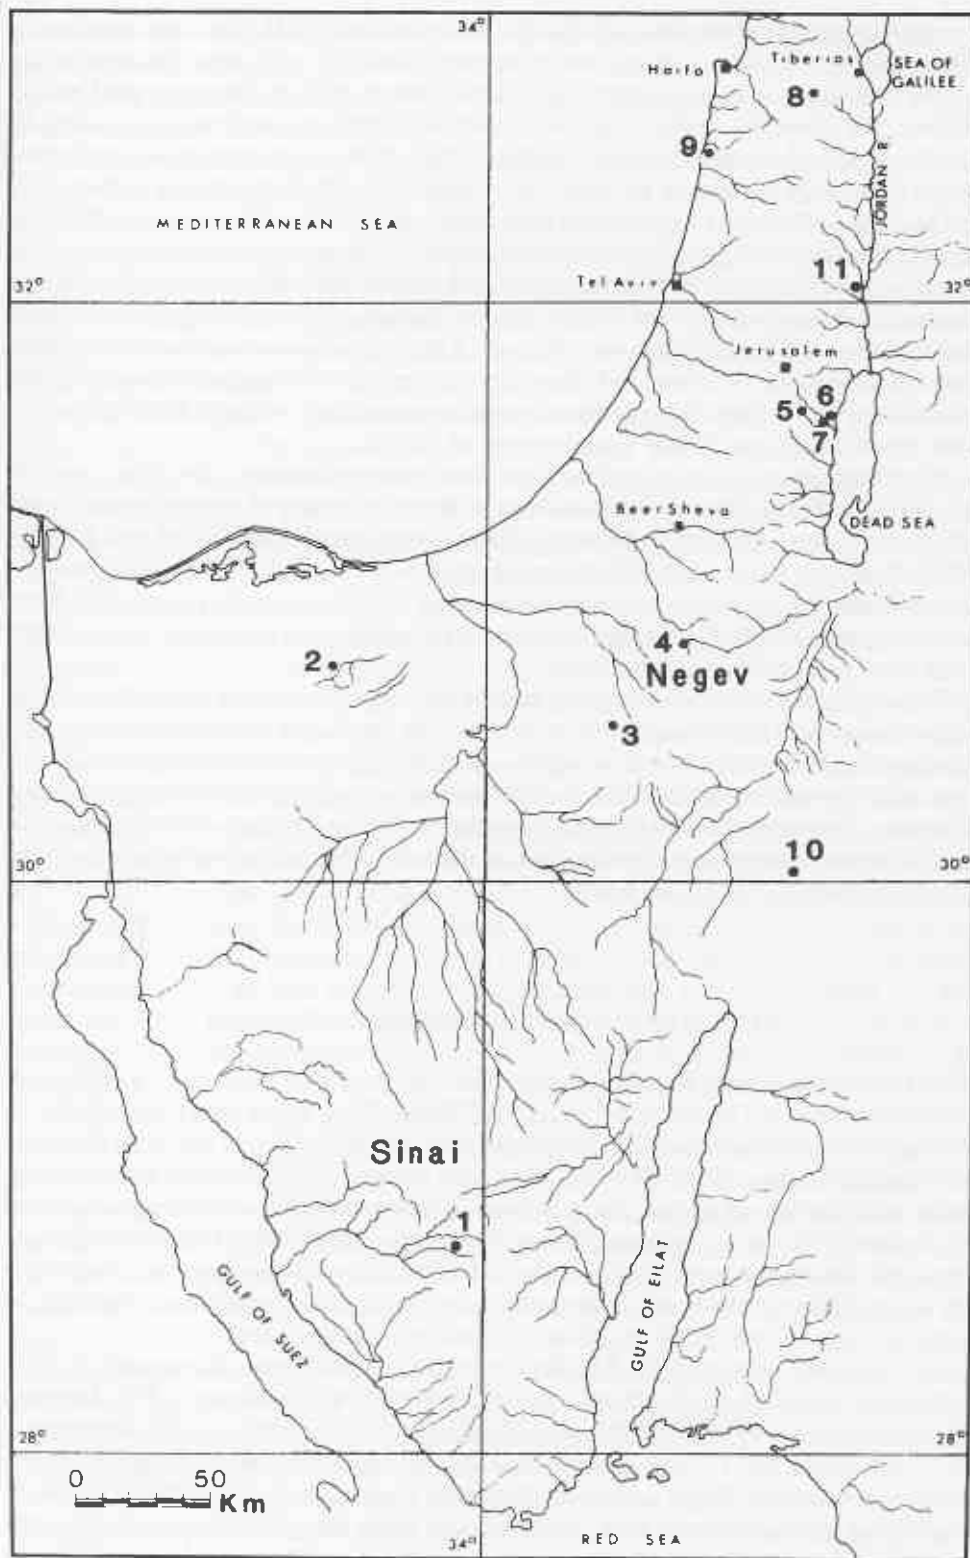 34°
Haifa
Tiberias
SEA OF
GALILEE
8
9
JORDAN R.
MEDITERRANEAN SEA
11
Tel Aviv
32°
32°
Jerusalem
5
6
7
BeerSheva
DEAD SEA
4
2
Negev
3
10
30°
30°
Sinai
1
GULF OF SUEZ
GULF OF EILAT
28°
28°
0 50
Km
34°
RED SEA